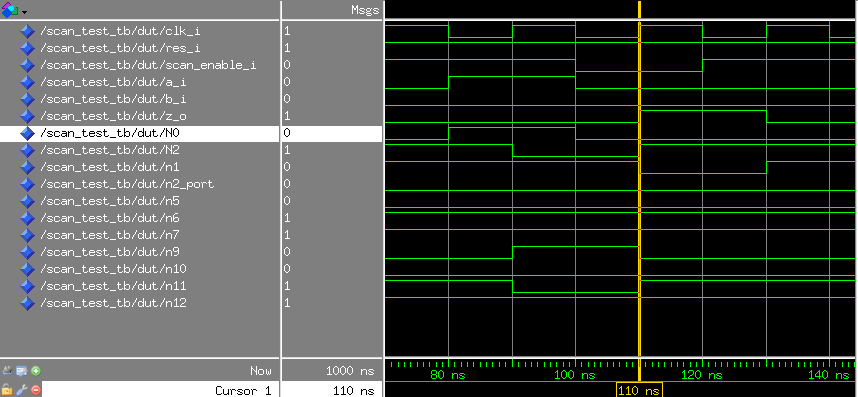 Msgs
/scan_test_tb/dut/clk_i 1
/scan_test_tb/dut/res_i 1
/scan_test_tb/dut/scan_enable_i 0
/scan_test_tb/dut/a_i 0
/scan_test_tb/dut/b_i 0
/scan_test_tb/dut/z_o 1
/scan_test_tb/dut/N0 0
/scan_test_tb/dut/N2 1
/scan_test_tb/dut/n1 0
/scan_test_tb/dut/n2_port 0
/scan_test_tb/dut/n5 0
/scan_test_tb/dut/n6 1
/scan_test_tb/dut/n7 1
/scan_test_tb/dut/n9 0
/scan_test_tb/dut/n10 0
/scan_test_tb/dut/n11 1
/scan_test_tb/dut/n12 1
Now 1000 ns 80 ns 100 ns 120 ns 140 ns
Cursor 1 110 ns 110 ns